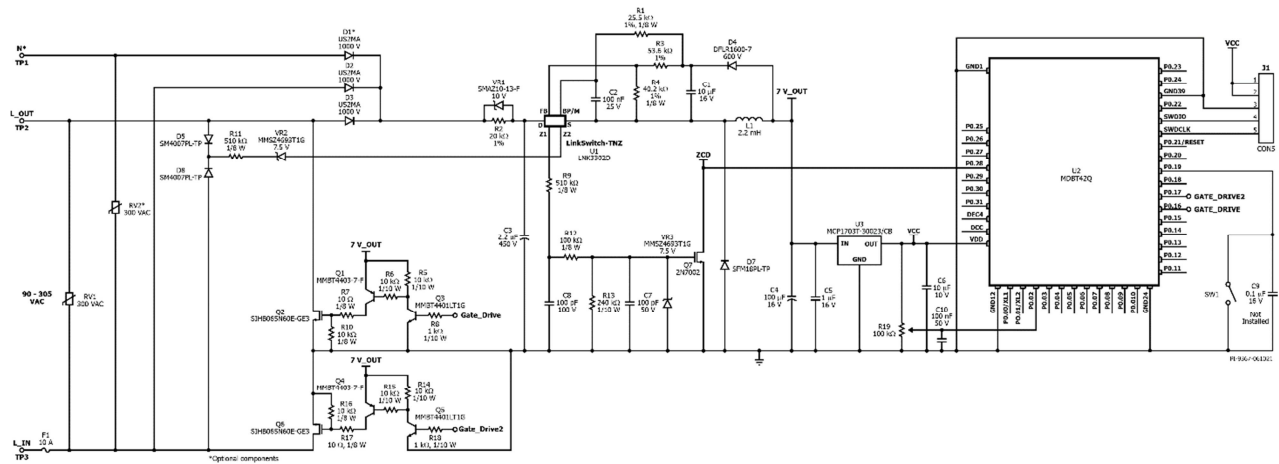 N*
TP1
L_OUT
TP2
D1*
US2MA
1000 V
D2
US2MA
1000 V
D3
US2MA
1000 V
D5
SM4007PL-TP
D8
SM4007PL-TP
R11
510 kΩ
1/8 W
VR2
MMSZ4693T1G
7.5 V
RV2*
300 VAC
RV1
300 VAC
90 - 305
VAC
F1
10 A
L_IN
TP3
*Optional components
VR1
SMAZ10-13-F
10 V
R2
20 kΩ
1%
FB
BP/M
D
S
Z1
Z2
LinkSwitch-TNZ
U1
LNK3302D
R1
25.5 kΩ
1%, 1/8 W
R3
53.6 kΩ
1%
C2
100 nF
25 V
R4
40.2 kΩ
1%
1/8 W
C1
10 µF
16 V
D4
DFLR1600-7
600 V
L1
2.2 mH
7 V_OUT
C3
2.2 µF
450 V
R9
510 kΩ
1/8 W
R12
100 kΩ
1/8 W
C8
100 pF
100 V
R13
240 kΩ
1/10 W
C7
100 pF
50 V
VR3
MMSZ4693T1G
7.5 V
Q7
2N7002
ZCD
D7
SFM18PL-TP
C4
100 µF
16 V
C5
1 µF
16 V
U3
MCP1703T-30023/CB
IN
OUT
GND
VCC
R19
100 kΩ
C6
10 µF
10 V
C10
100 nF
50 V
7 V_OUT
Q1
MMBT4403-7-F
R6
10 kΩ
1/10 W
R5
10 kΩ
1/10 W
R7
10 Ω
1/8 W
Q3
MMBT4401LT1G
Q2
SIHB085N60E-GE3
R10
10 kΩ
1/8 W
R8
1 kΩ
1/10 W
Gate_Drive
7 V_OUT
Q4
MMBT4403-7-F
R15
10 kΩ
1/10 W
R14
10 kΩ
1/10 W
R16
10 kΩ
1/8 W
Q5
MMBT4401LT1G
Q6
SIHB085N60E-GE3
R17
10 Ω, 1/8 W
R18
1 kΩ, 1/10 W
Gate_Drive2
U2
MDBT42Q
GND1
P0.25
P0.26
P0.27
P0.28
P0.29
P0.30
P0.31
DEC4
DCC
VDD
GND12
P0.00/XL1
P0.01/XL2
P0.02
P0.03
P0.04
P0.05
P0.06
P0.07
P0.08
P0.09
P0.010
GND24
P0.23
P0.24
GND39
P0.22
SWDIO
SWDCLK
P0.21/RESET
P0.20
P0.19
P0.18
P0.17
P0.16
P0.15
P0.14
P0.13
P0.12
P0.11
GATE_DRIVE2
GATE_DRIVE
VCC
J1
1
2
3
4
5
CON5
SW1
C9
0.1 µF
16 V
Not
Installed
PI-9367-061021